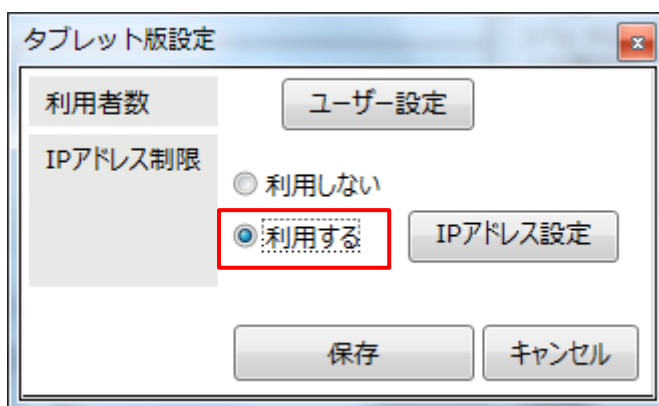 タブレット版設定
利用者数
ユーザー設定
IPアドレス制限
利用しない
利用する
IPアドレス設定
保存
キャンセル